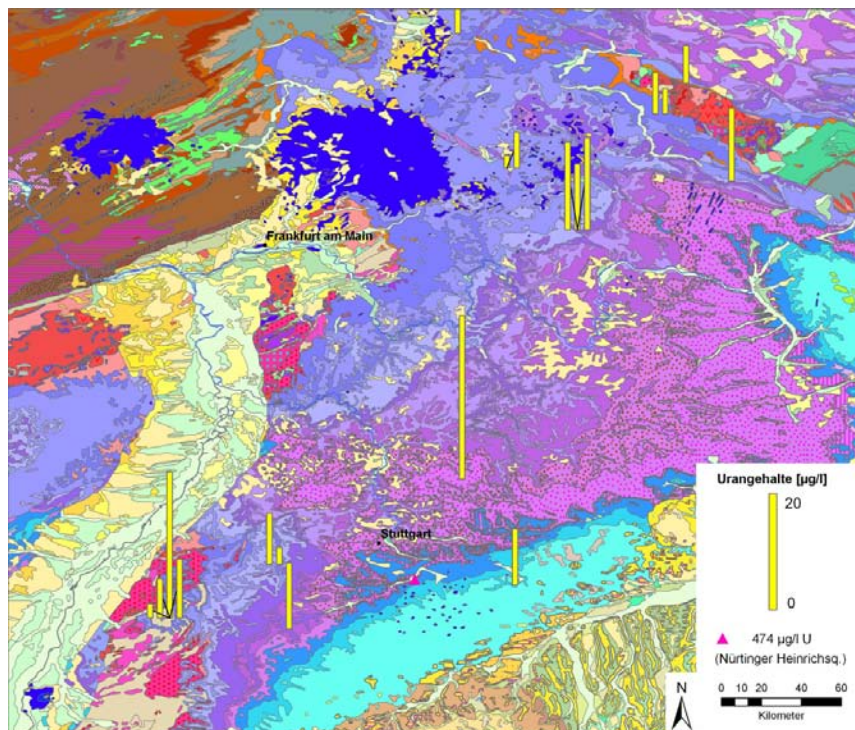 Frankfurt am Main
Stuttgart
Urangehalte [µg/l]
20
0
474 µg/l U
(Nürtinger Heinrichsq.)
N
0 10 20 40 60
Kilometer